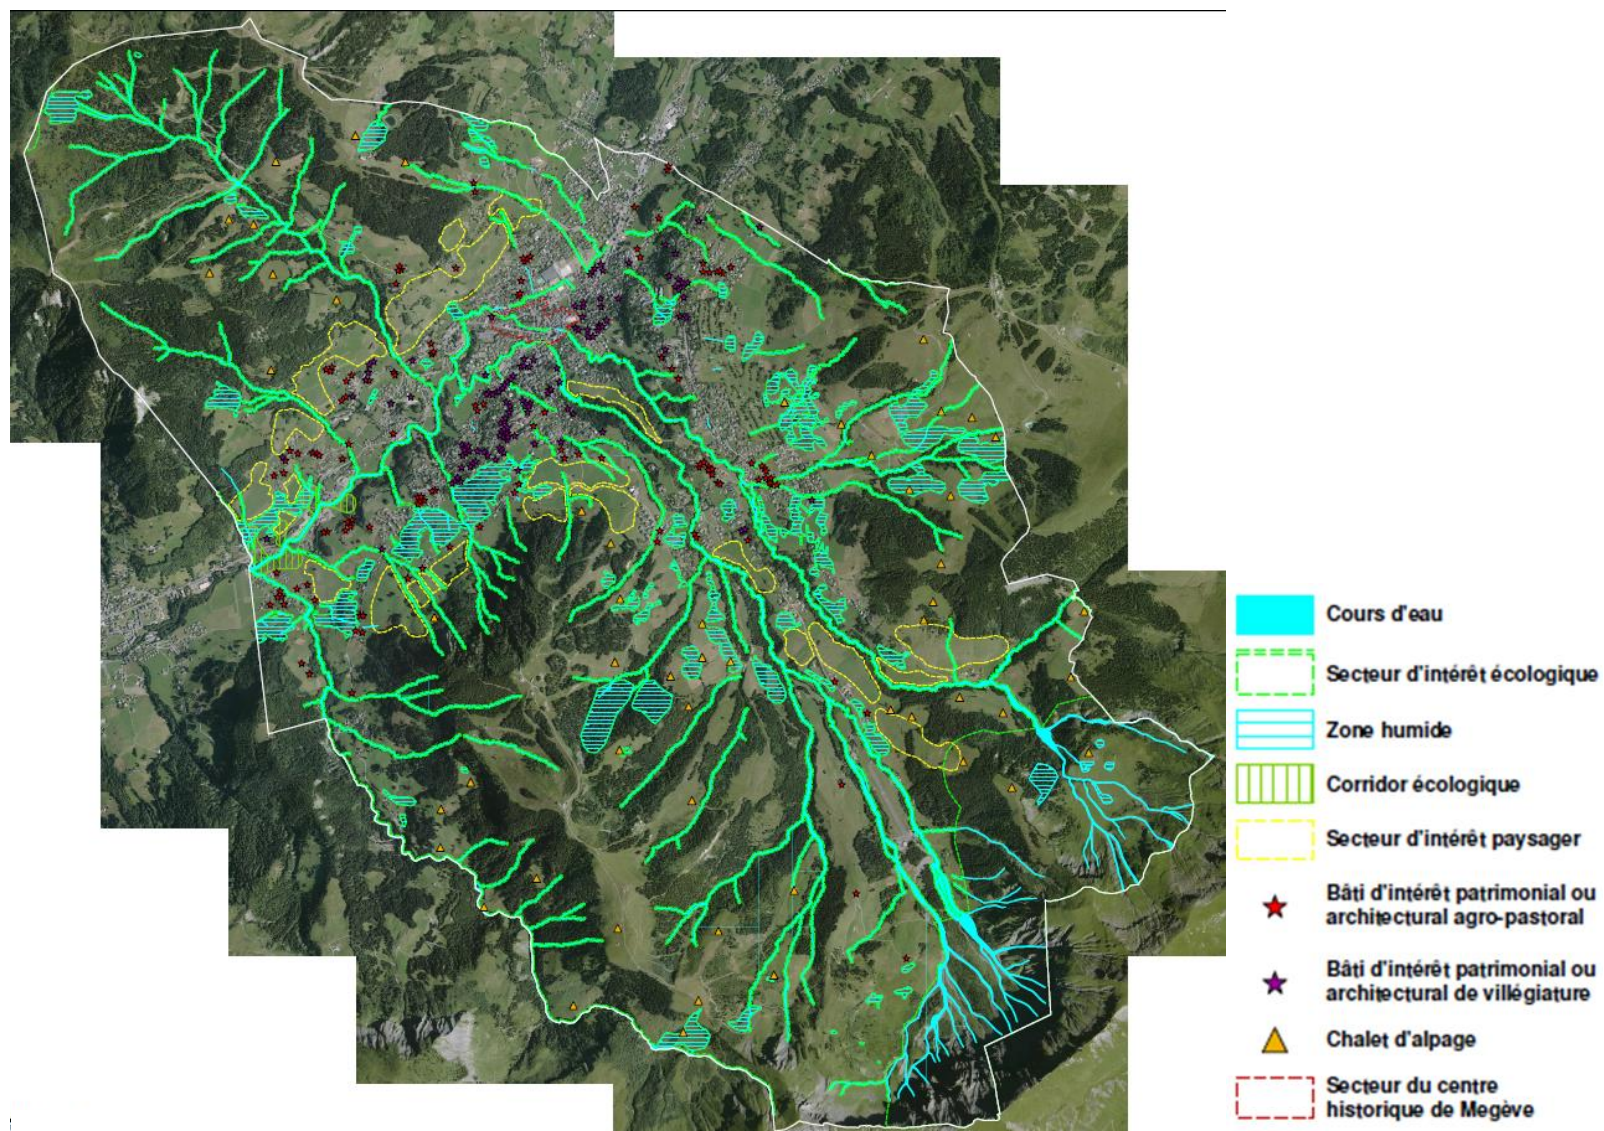 Cours d'eau
Secteur d'intérêt écologique
Zone humide
Corridor écologique
Secteur d'intérêt paysager
Bâti d'intérêt patrimonial ou
architectural agro-pastoral
Bâti d'intérêt patrimonial ou
architectural de villégiature
Chalet d'alpage
Secteur du centre
historique de Megève